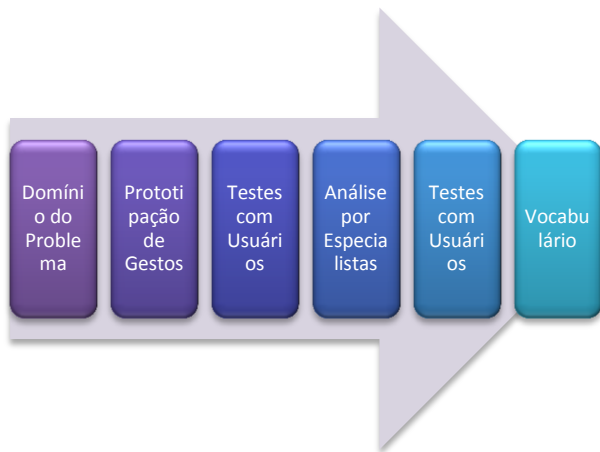 Domíni
o do
Proble
ma
Prototi
pação
de
Gestos
Testes
com
Usuári
os
Análise
por
Especia
listas
Testes
com
Usuári
os
Vocabu
lário